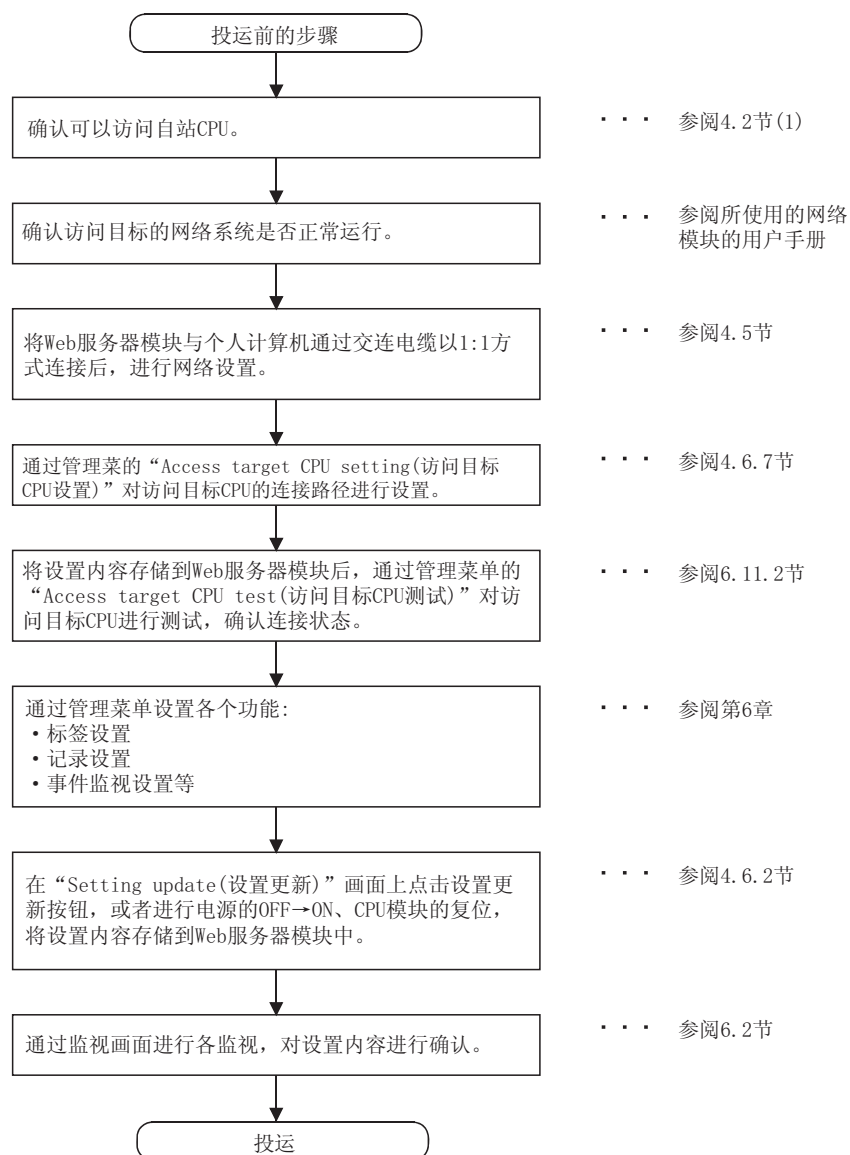 投运前的步骤
确认可以访问自站CPU。
・・・ 参阅4.2节(1)
确认访问目标的网络系统是否正常运行。
・・・ 参阅所使用的网络
模块的用户手册
将Web服务器模块与个人计算机通过交连电缆以1:1方
式连接后，进行网络设置。
・・・ 参阅4.5节
通过管理菜的“Access target CPU setting(访问目标
CPU设置)”对访问目标CPU的连接路径进行设置。
・・・ 参阅4.6.7节
将设置内容存储到Web服务器模块后，通过管理菜单的
“Access target CPU test(访问目标CPU测试)”对访
问目标CPU进行测试，确认连接状态。
・・・ 参阅6.11.2节
通过管理菜单设置各个功能:
・标签设置
・记录设置
・事件监视设置等
・・・ 参阅第6章
在“Setting update(设置更新)”画面上点击设置更
新按钮，或者进行电源的OFF→ON、CPU模块的复位，
将设置内容存储到Web服务器模块中。
・・・ 参阅4.6.2节
通过监视画面进行各监视，对设置内容进行确认。
・・・ 参阅6.2节
投运